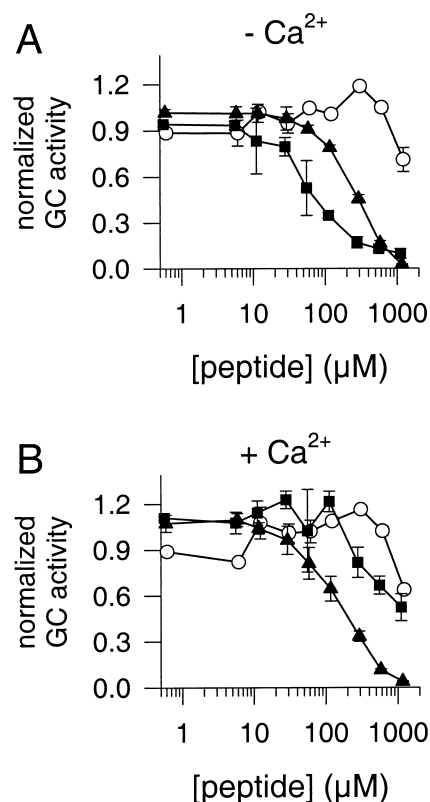 A
- Ca²⁺
normalized
GC activity
1.2
0.9
0.6
0.3
0.0
1 10 100 1000
[peptide] (µM)
B
+ Ca²⁺
normalized
GC activity
1.2
0.9
0.6
0.3
0.0
1 10 100 1000
[peptide] (µM)